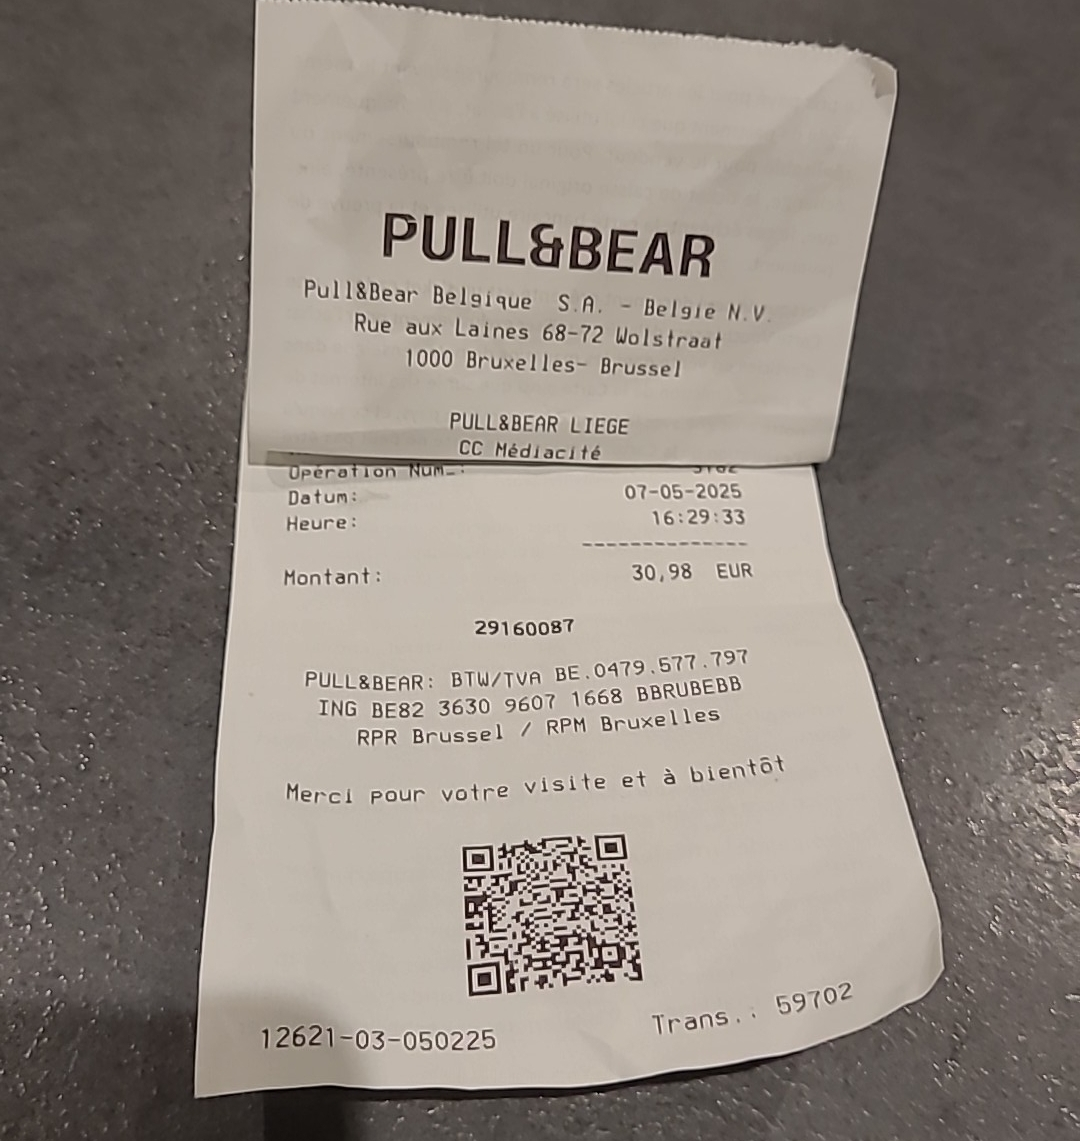 PULL&BEAR
Pull&Bear Belgique S.A. - Belgie N.V.
Rue aux Laines 68-72 Wolstraat
1000 Bruxelles- Brussel
PULL&BEAR LIEGE
CC Médiacité
Opération Num_:
Datum: 07-05-2025
Heure: 16:29:33
--------------
Montant: 30,98 EUR
29160087
PULL&BEAR: BTW/TVA BE.0479.577.797
ING BE82 3630 9607 1668 BBRUBEBB
RPR Brussel / RPM Bruxelles
Merci pour votre visite et à bientôt
12621-03-050225
Trans.: 59702